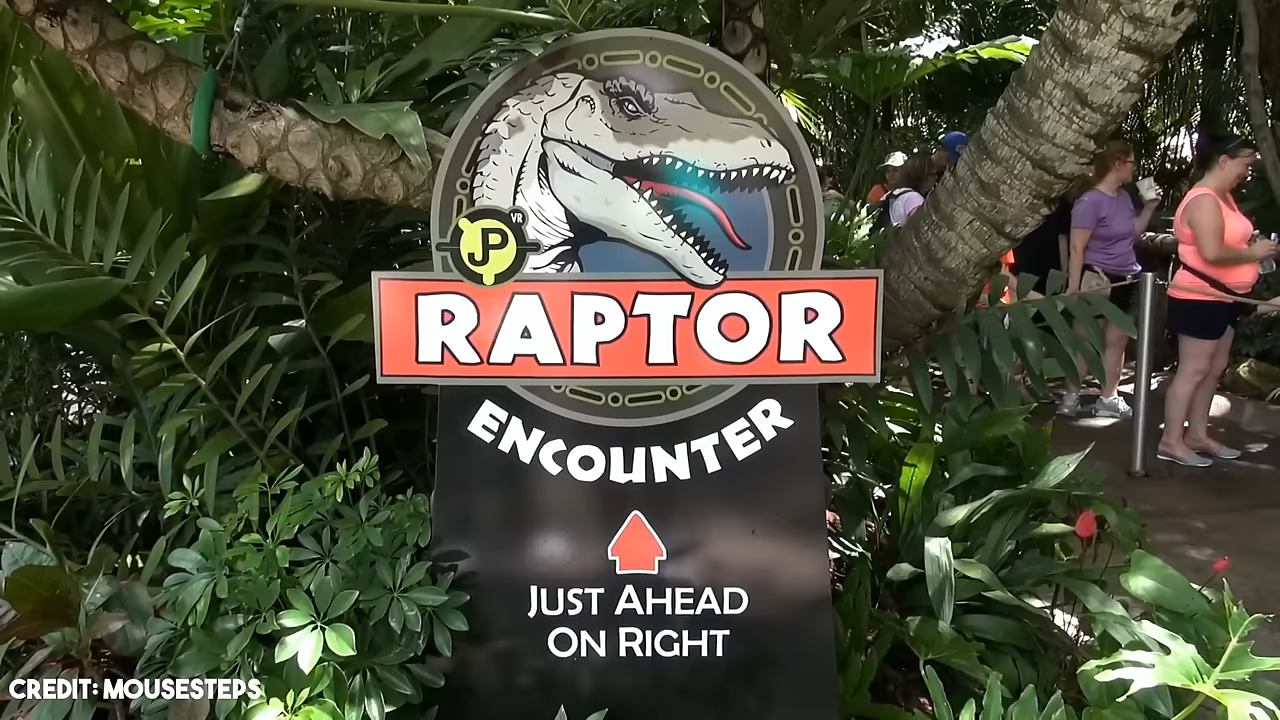 JP VR
RAPTOR
ENCOUNTER
JUST AHEAD
ON RIGHT
CREDIT: MOUSESTEPS